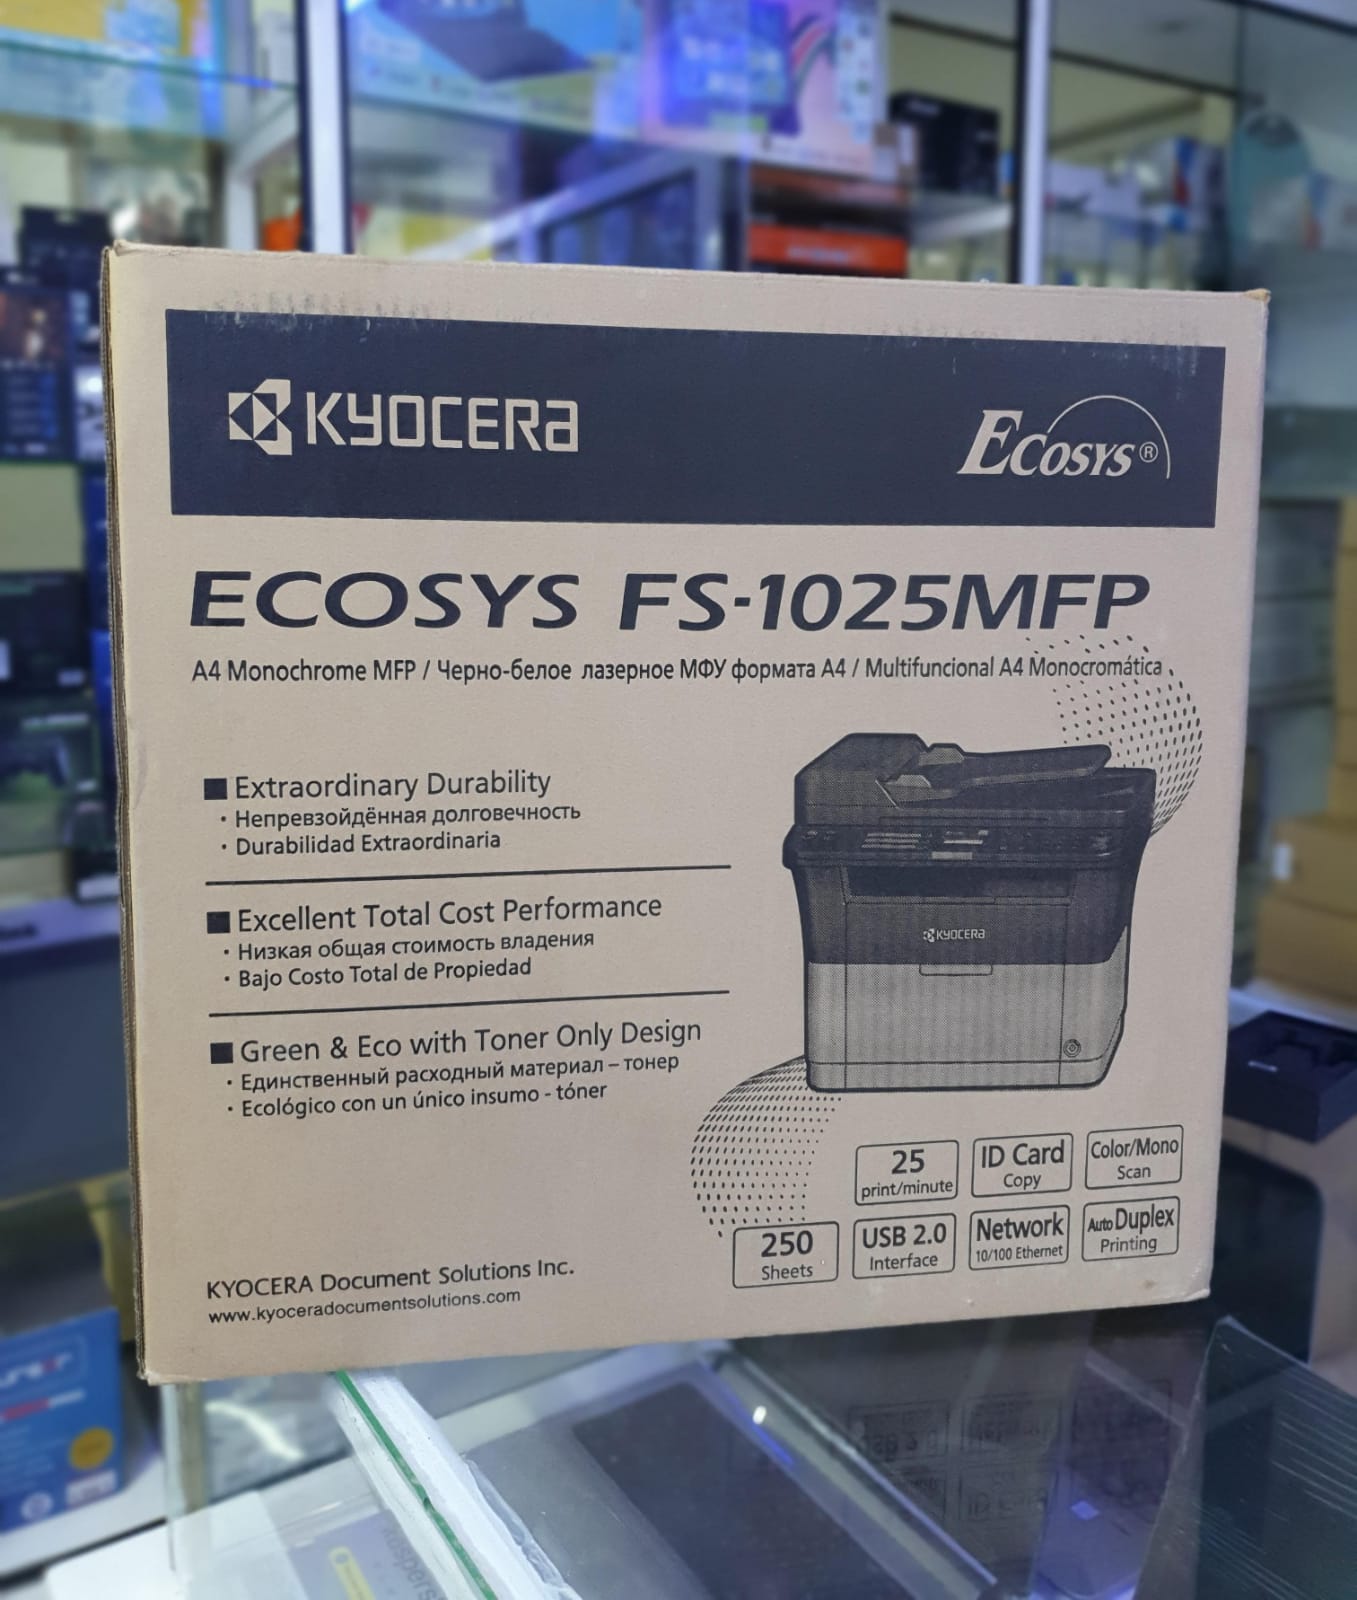 KYOCERA
ECOSYS®
ECOSYS FS-1025MFP
A4 Monochrome MFP / Черно-белое лазерное МФУ формата A4 / Multifuncional A4 Monocromática
■ Extraordinary Durability
· Непревзойдённая долговечность
· Durabilidad Extraordinaria
■ Excellent Total Cost Performance
· Низкая общая стоимость владения
· Bajo Costo Total de Propiedad
■ Green & Eco with Toner Only Design
· Единственный расходный материал – тонер
· Ecológico con un único insumo - tóner
KYOCERA
25
print/minute
ID Card
Copy
Color/Mono
Scan
250
Sheets
USB 2.0
Interface
Network
10/100 Ethernet
Auto Duplex
Printing
KYOCERA Document Solutions Inc.
www.kyoceradocumentsolutions.com